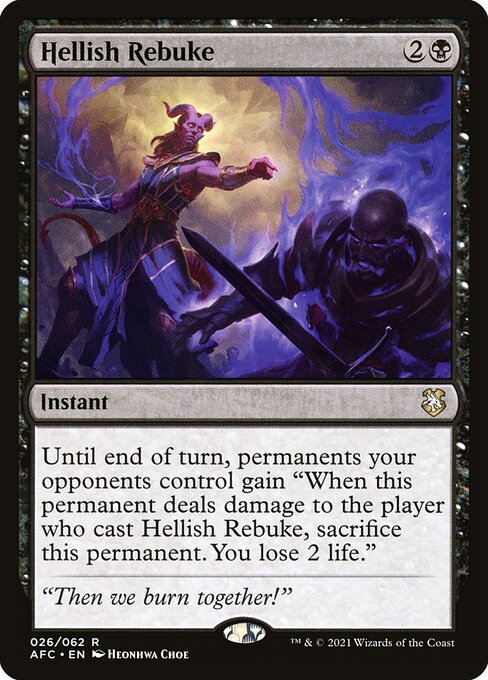 Hellish Rebuke 2
Instant
Until end of turn, permanents your
opponents control gain “When this
permanent deals damage to the player
who cast Hellish Rebuke, sacrifice
this permanent. You lose 2 life.”
“Then we burn together!”
026/062 R
AFC • EN Heonhwa Choe
™ & © 2021 Wizards of the Coast